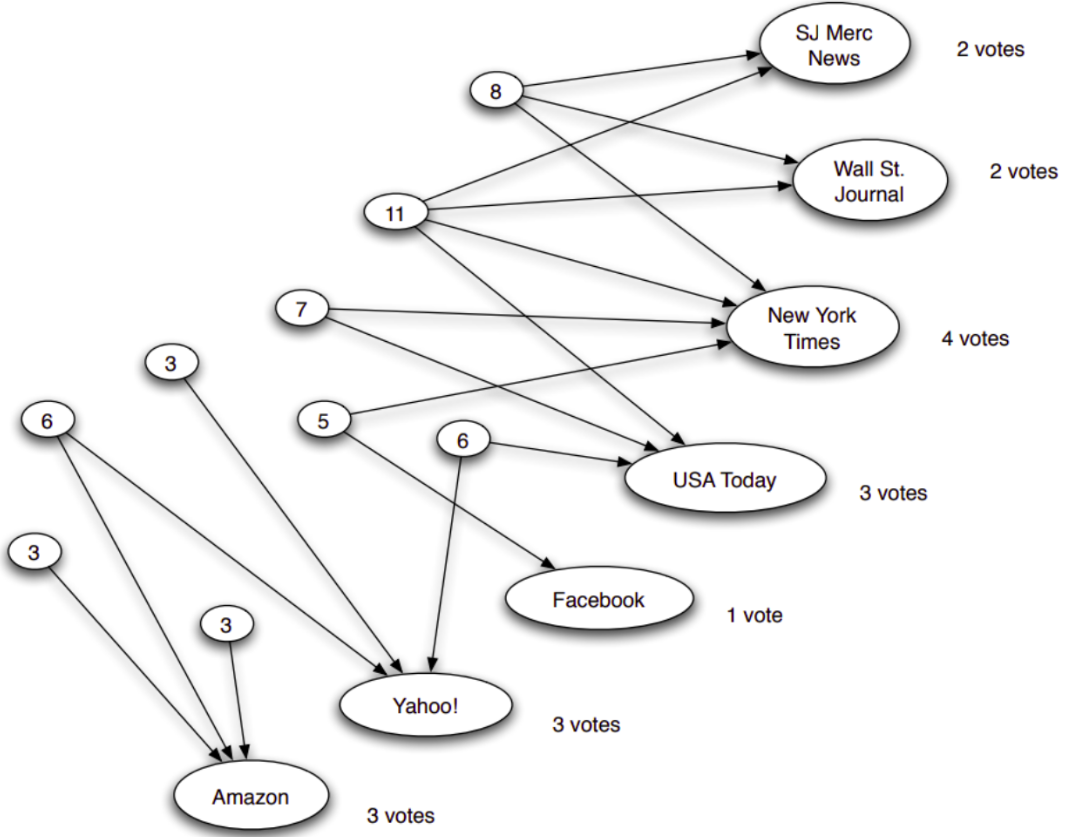 SJ Merc
News
2 votes
8
Wall St.
Journal
2 votes
11
New York
Times
4 votes
7
3
6
5
6
USA Today
3 votes
3
Facebook
1 vote
3
Yahoo!
3 votes
Amazon
3 votes